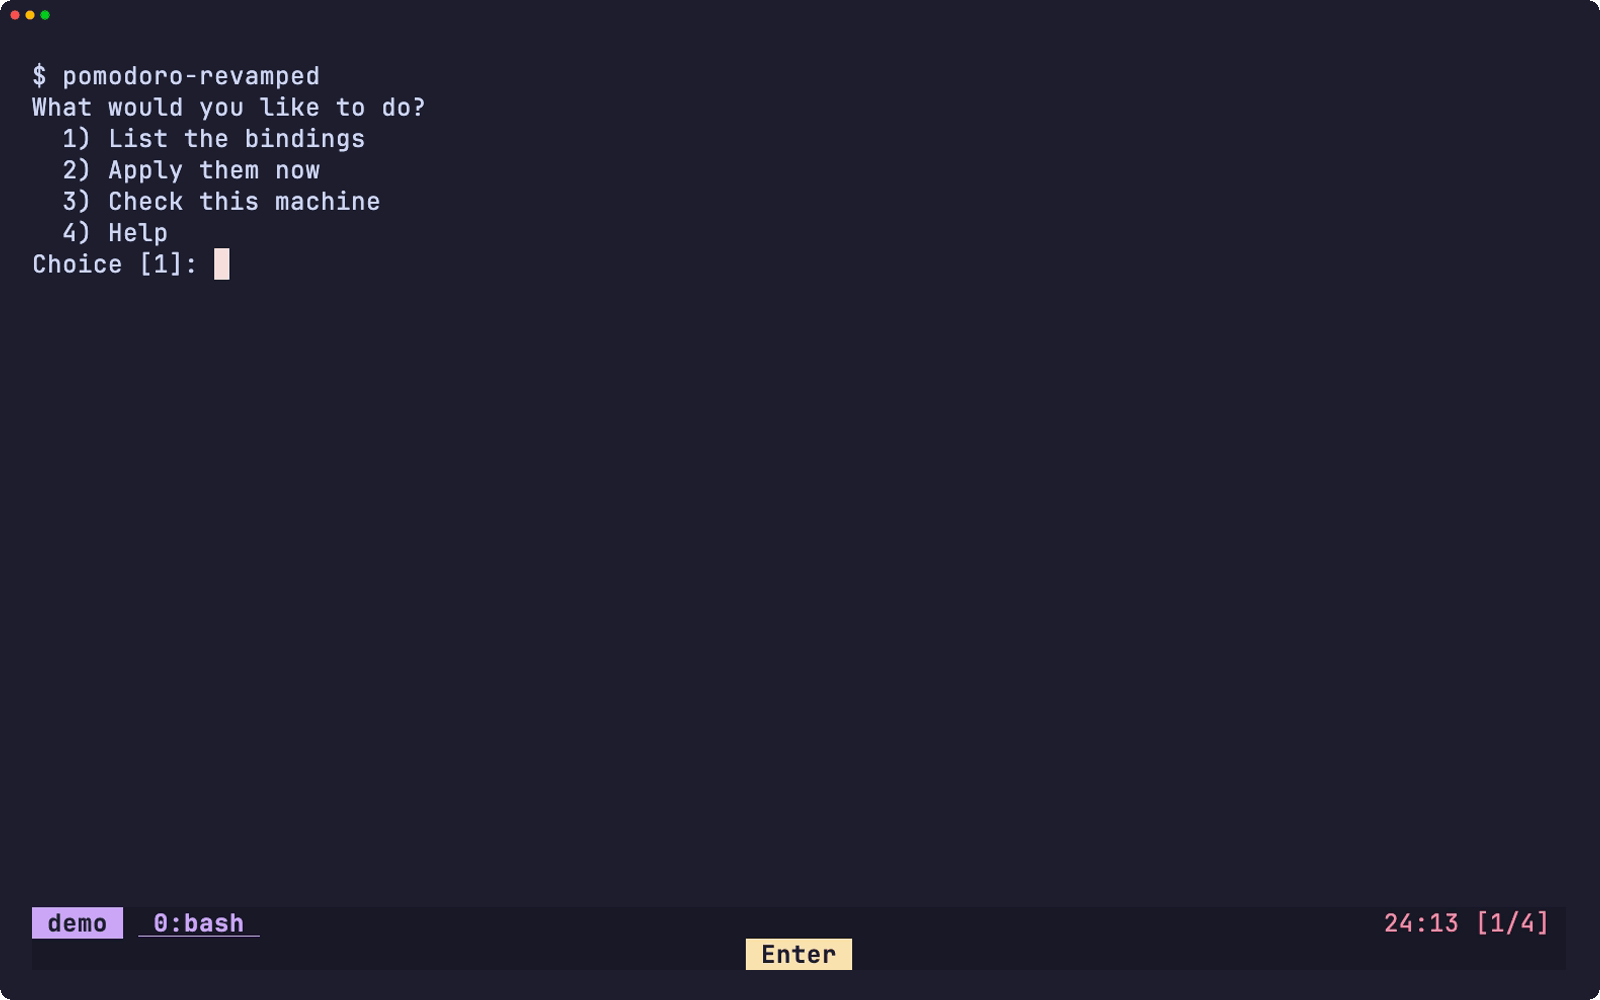 $ pomodoro-revamped
What would you like to do?
  1) List the bindings
  2) Apply them now
  3) Check this machine
  4) Help
Choice [1]:
demo 0:bash 24:13 [1/4]
Enter